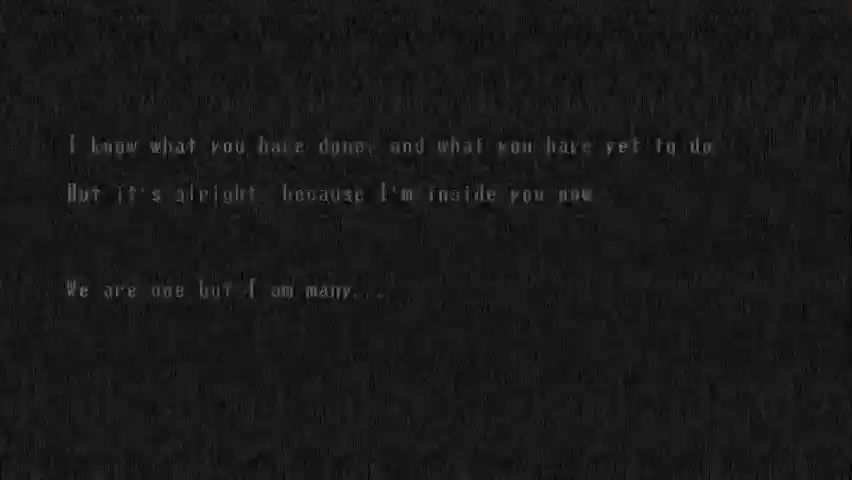 I know what you have done, and what you have yet to do
But it's alright, because I'm inside you now
We are one but I am many...